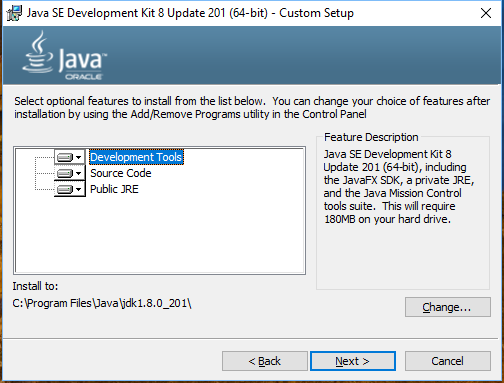 Java SE Development Kit 8 Update 201 (64-bit) - Custom Setup
Java
ORACLE
Select optional features to install from the list below.  You can change your choice of features after
installation by using the Add/Remove Programs utility in the Control Panel
Development Tools
Source Code
Public JRE
Feature Description
Java SE Development Kit 8
Update 201 (64-bit), including
the JavaFX SDK, a private JRE,
and the Java Mission Control
tools suite.  This will require
180MB on your hard drive.
Install to:
C:\Program Files\Java\jdk1.8.0_201\
Change...
< Back
Next >
Cancel